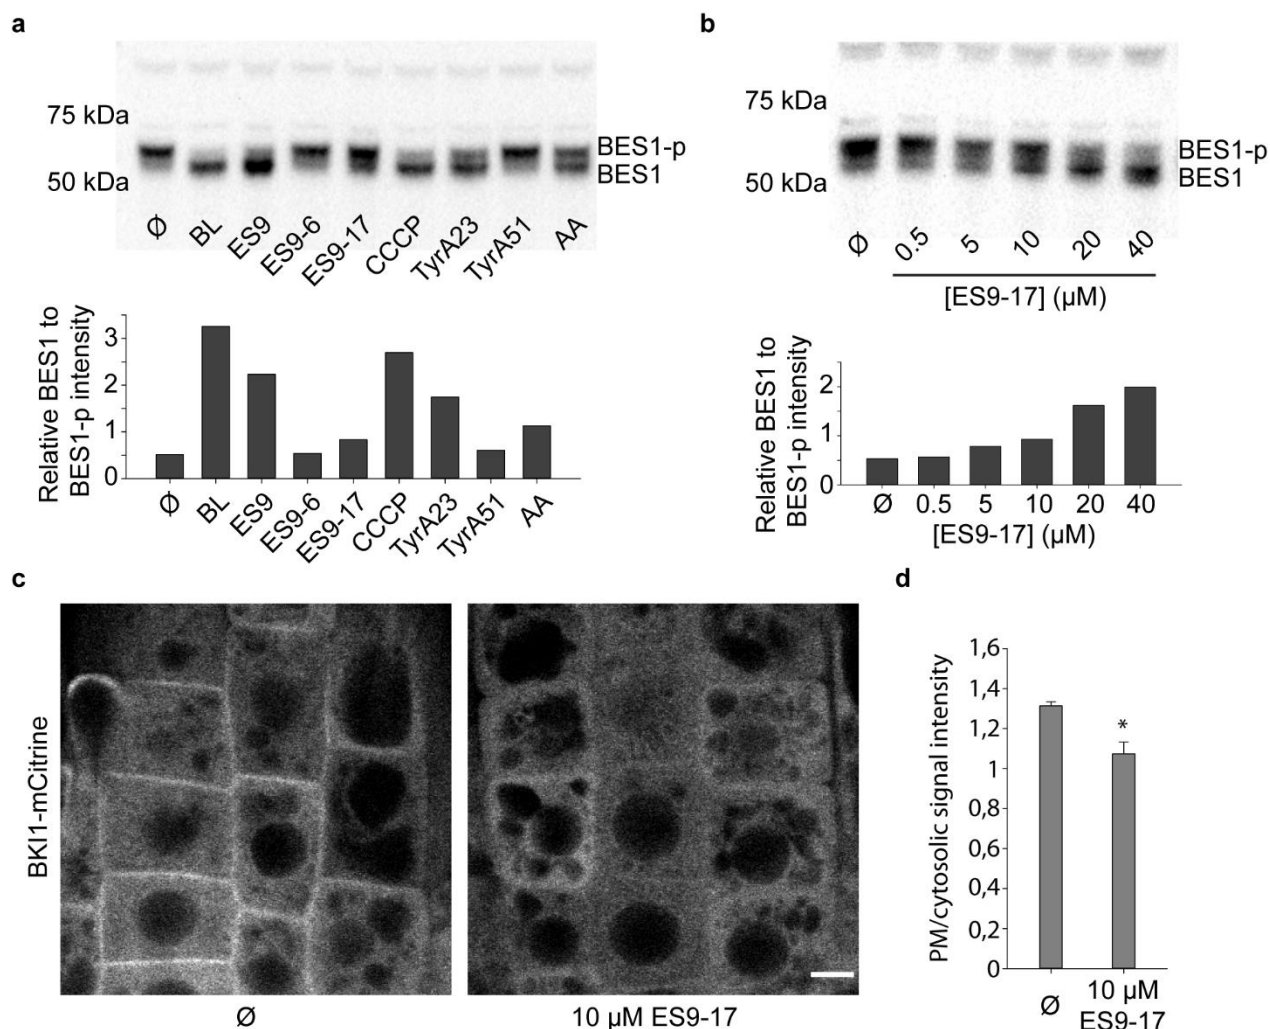 a
75 kDa
50 kDa
BES1-p
BES1
Ø BL ES9 ES9-6 ES9-17 CCCP TyrA23 TyrA51 AA
Relative BES1 to
BES1-p intensity
3
2
1
0
Ø BL ES9 ES9-6 ES9-17 CCCP TyrA23 TyrA51 AA
b
75 kDa
50 kDa
BES1-p
BES1
Ø 0.5 5 10 20 40
[ES9-17] (µM)
Relative BES1 to
BES1-p intensity
2
1
0
Ø 0.5 5 10 20 40
[ES9-17] (µM)
c
BKI1-mCitrine
Ø
10 µM ES9-17
d
PM/cytosolic signal intensity
1,6
1,4
1,2
1
0,8
0,6
0,4
0,2
0
*
Ø
10 µM
ES9-17